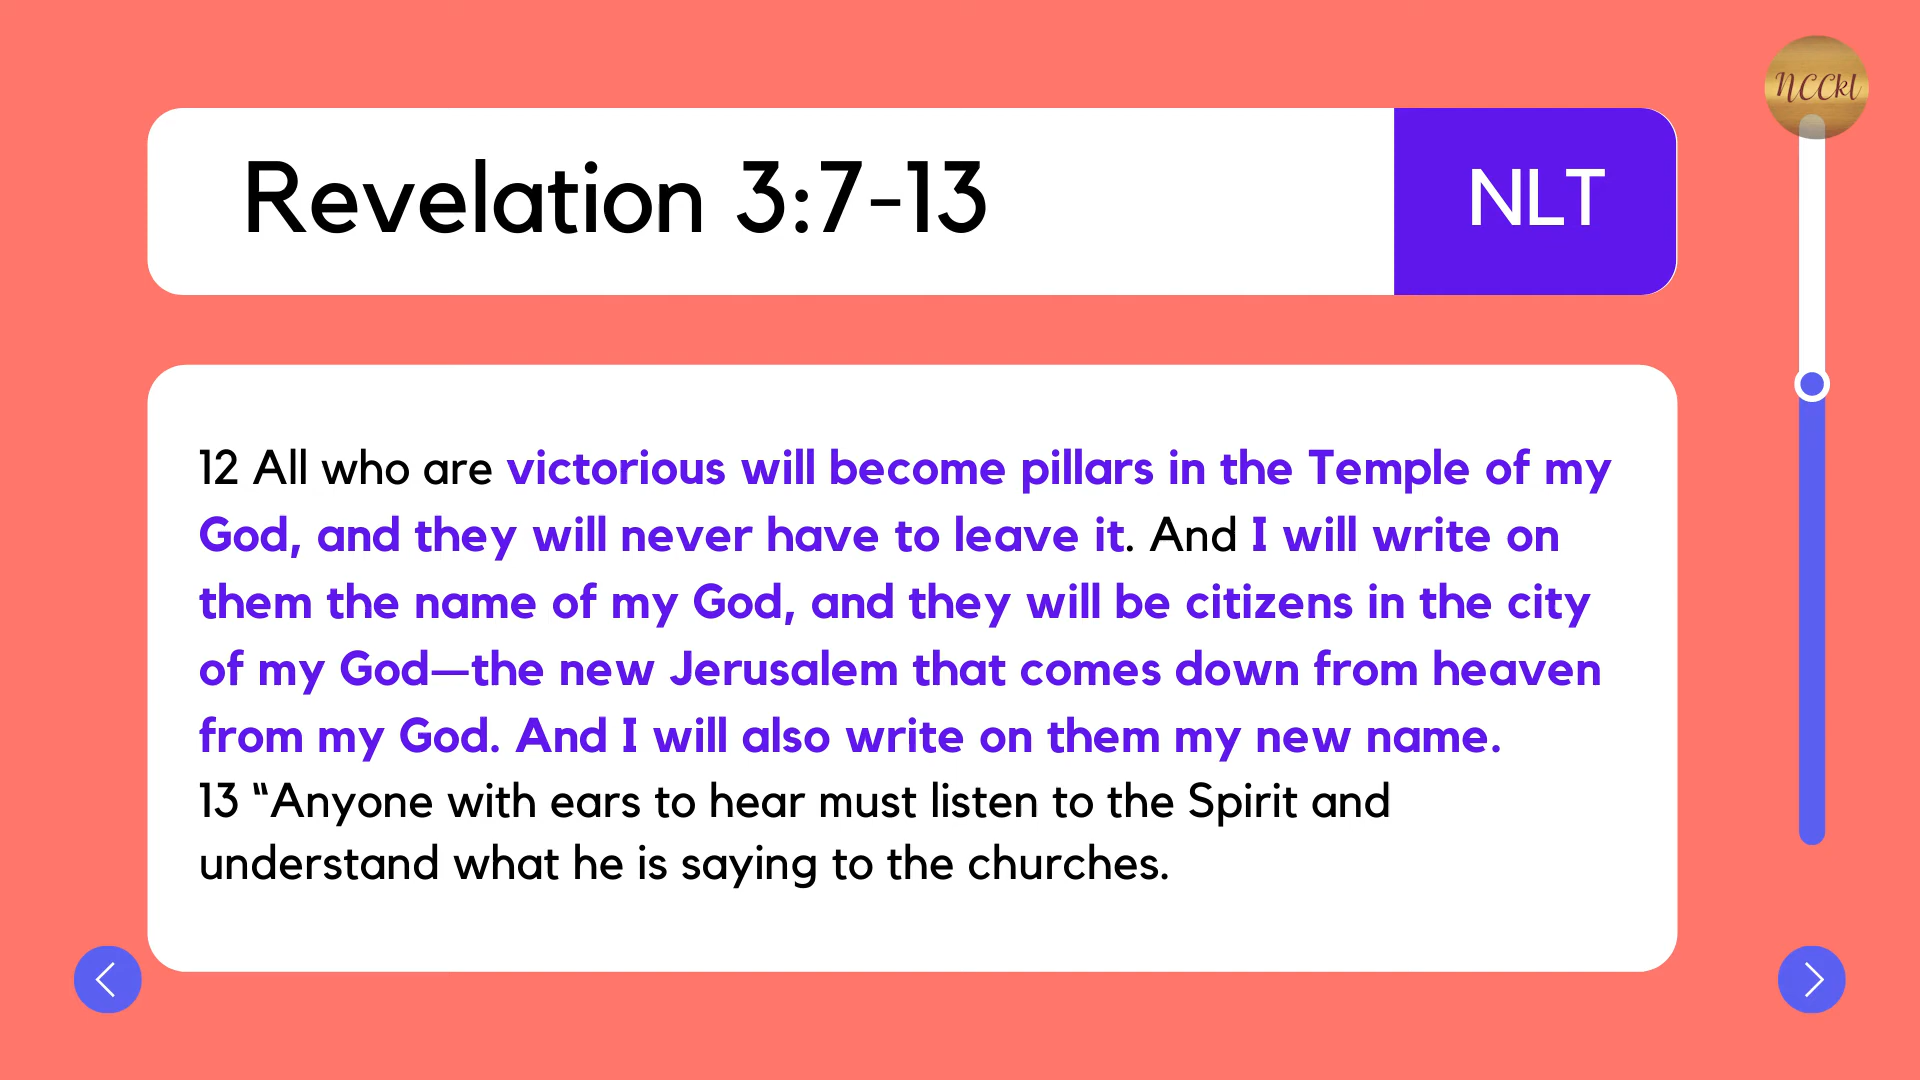 NCCkl
Revelation 3:7-13
NLT
12 All who are victorious will become pillars in the Temple of my
God, and they will never have to leave it. And I will write on
them the name of my God, and they will be citizens in the city
of my God—the new Jerusalem that comes down from heaven
from my God. And I will also write on them my new name.
13 “Anyone with ears to hear must listen to the Spirit and
understand what he is saying to the churches.